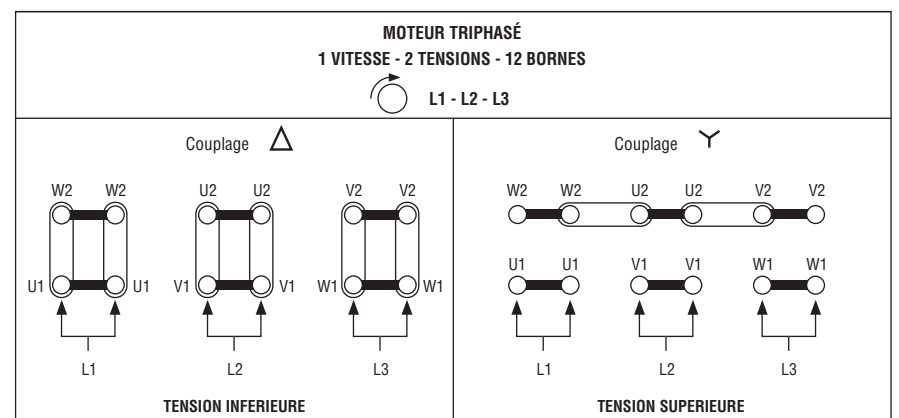 MOTEUR TRIPHASÉ
1 VITESSE - 2 TENSIONS - 12 BORNES
L1 - L2 - L3
Couplage
W2 W2 U2 U2 V2 V2
U1 U1 V1 V1 W1 W1
L1 L2 L3
TENSION INFERIEURE
Couplage
W2 W2 U2 U2 V2 V2
U1 U1 V1 V1 W1 W1
L1 L2 L3
TENSION SUPERIEURE